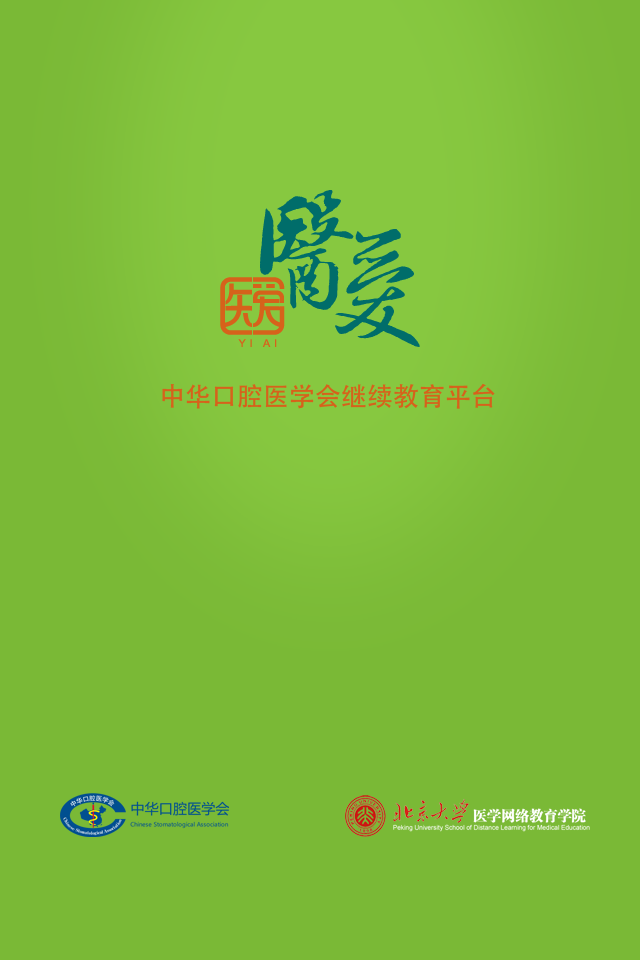 醫愛
医爱
YI AI
中华口腔医学会继续教育平台
中华口腔医学会
Chinese Stomatological Association
中华口腔医学会
Chinese Stomatological Association
北京大学 医学网络教育学院
Peking University School of Distance Learning for Medical Education